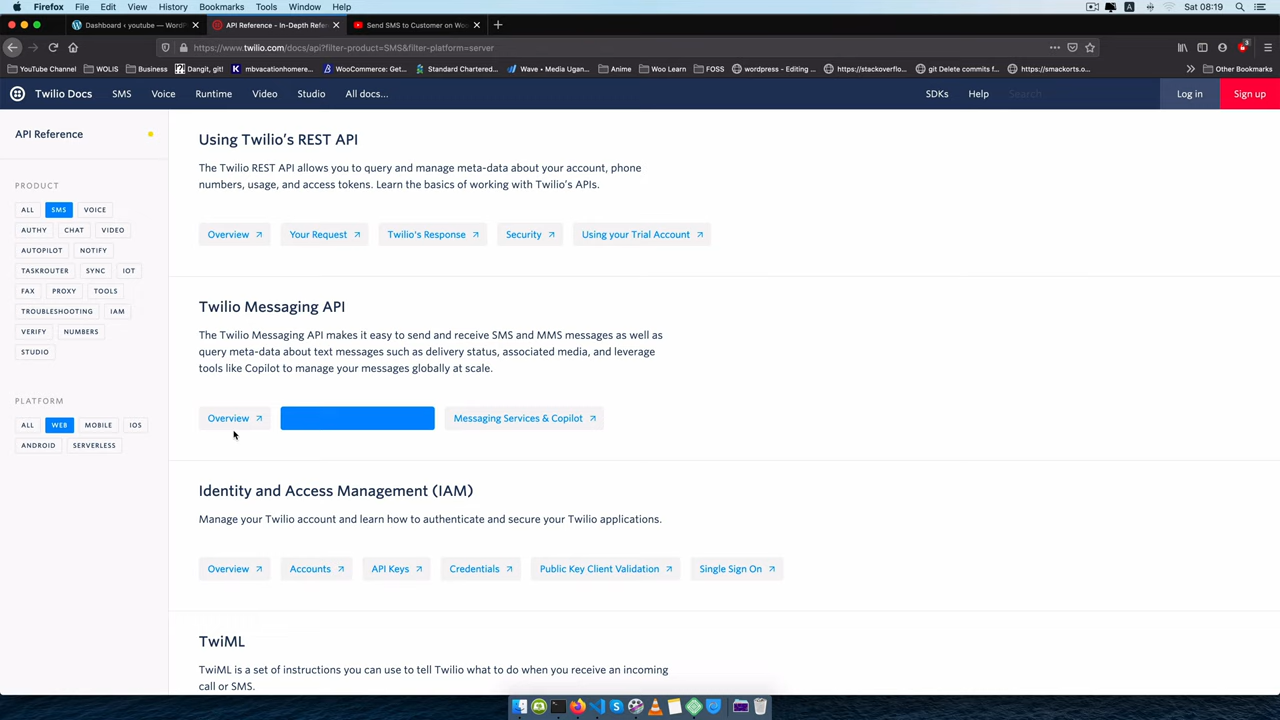 Firefox File Edit View History Bookmarks Tools Window Help
Sat 08:19
Dashboard ‹ youtube — WordP
API Reference - In-Depth Refer
Send SMS to Customer on Woo
https://www.twilio.com/docs/api?filter-product=SMS&filter-platform=server
YouTube Channel WOLIS Business Dangit, git! mbvacationhomere... WooCommerce: Get... Standard Chartered... Wave • Media Ugan... Anime Woo Learn FOSS wordpress - Editing ... https://stackoverflo... git Delete commits f... https://smackorts.o... Other Bookmarks
Twilio Docs SMS Voice Runtime Video Studio All docs... SDKs Help Search Log in Sign up
API Reference
PRODUCT
ALL SMS VOICE
AUTHY CHAT VIDEO
AUTOPILOT NOTIFY
TASKROUTER SYNC IOT
FAX PROXY TOOLS
TROUBLESHOOTING IAM
VERIFY NUMBERS
STUDIO
PLATFORM
ALL WEB MOBILE IOS
ANDROID SERVERLESS
Using Twilio's REST API
The Twilio REST API allows you to query and manage meta-data about your account, phone
numbers, usage, and access tokens. Learn the basics of working with Twilio's APIs.
Overview Your Request Twilio's Response Security Using your Trial Account
Twilio Messaging API
The Twilio Messaging API makes it easy to send and receive SMS and MMS messages as well as
query meta-data about text messages such as delivery status, associated media, and leverage
tools like Copilot to manage your messages globally at scale.
Overview Messaging Services & Copilot
Identity and Access Management (IAM)
Manage your Twilio account and learn how to authenticate and secure your Twilio applications.
Overview Accounts API Keys Credentials Public Key Client Validation Single Sign On
TwiML
TwiML is a set of instructions you can use to tell Twilio what to do when you receive an incoming
call or SMS.